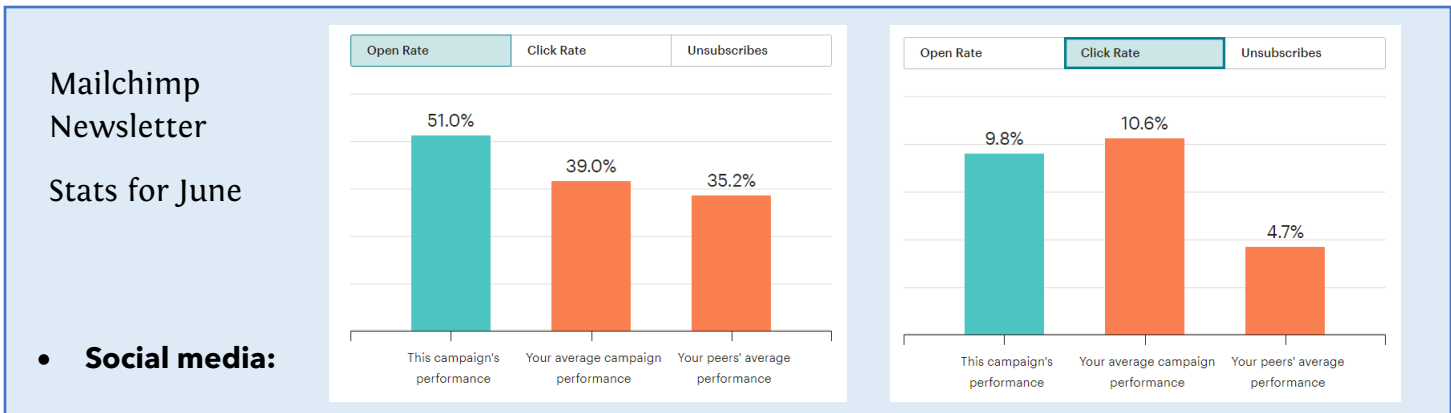 Mailchimp
Newsletter
Stats for June
• Social media:
Open Rate Click Rate Unsubscribes
51.0%
39.0%
35.2%
This campaign's Your average campaign Your peers' average
performance performance performance
Open Rate Click Rate Unsubscribes
9.8%
10.6%
4.7%
This campaign's Your average campaign Your peers' average
performance performance performance